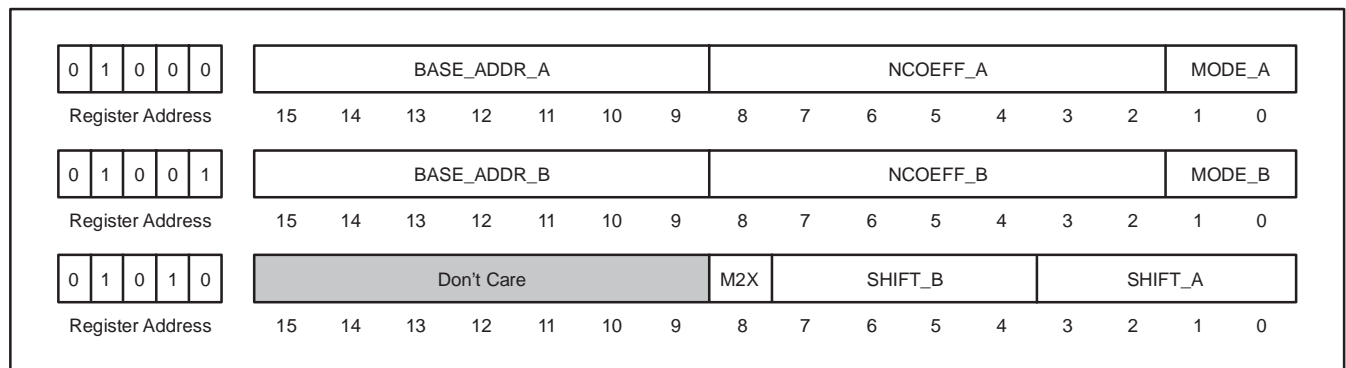 0 1 0 0 0 BASE_ADDR_A NCOEFF_A MODE_A
Register Address 15 14 13 12 11 10 9 8 7 6 5 4 3 2 1 0
0 1 0 0 1 BASE_ADDR_B NCOEFF_B MODE_B
Register Address 15 14 13 12 11 10 9 8 7 6 5 4 3 2 1 0
0 1 0 1 0 Don't Care M2X SHIFT_B SHIFT_A
Register Address 15 14 13 12 11 10 9 8 7 6 5 4 3 2 1 0